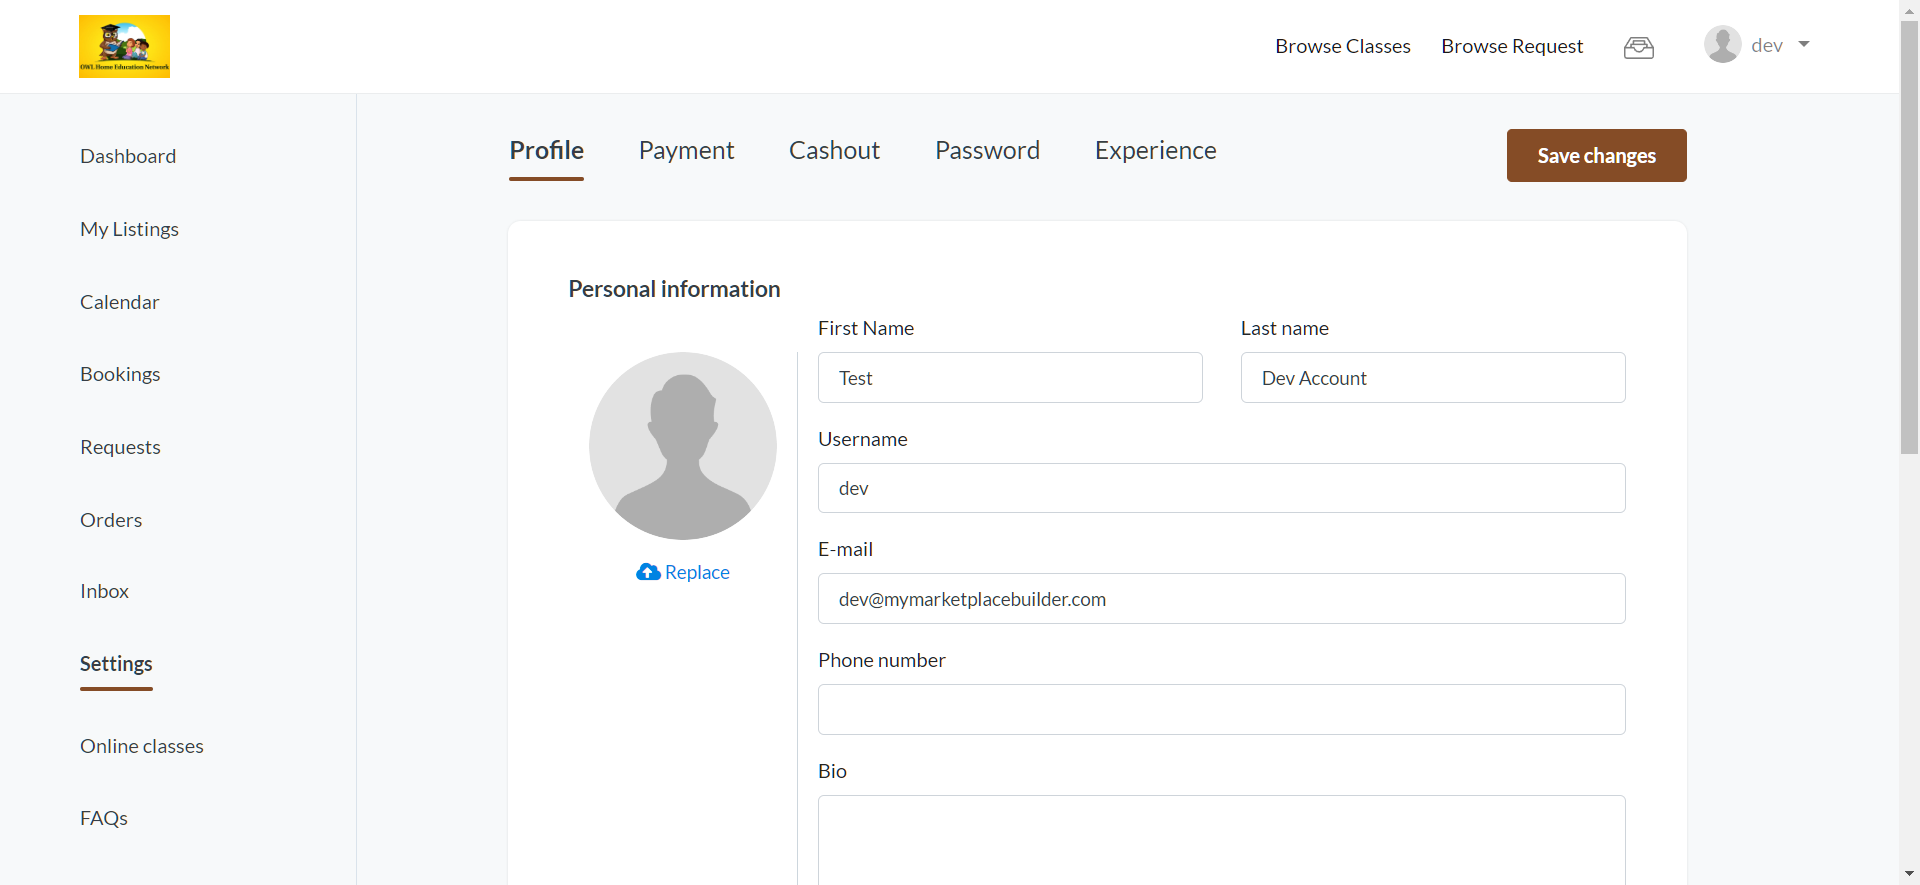 OWL Home Education Network
Browse Classes
Browse Request
dev
Dashboard
My Listings
Calendar
Bookings
Requests
Orders
Inbox
Settings
Online classes
FAQs
Profile
Payment
Cashout
Password
Experience
Save changes
Personal information
Replace
First Name
Last name
Test
Dev Account
Username
dev
E-mail
dev@mymarketplacebuilder.com
Phone number
Bio